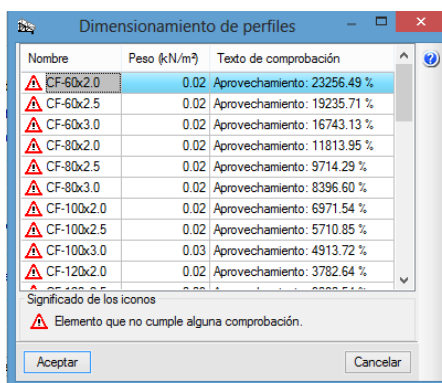 Dimensionamiento de perfiles
Nombre Peso (kN/m²) Texto de comprobación
CF-60x2.0 0.02 Aprovechamiento: 23256.49 %
CF-60x2.5 0.02 Aprovechamiento: 19235.71 %
CF-60x3.0 0.02 Aprovechamiento: 16743.13 %
CF-80x2.0 0.02 Aprovechamiento: 11813.95 %
CF-80x2.5 0.02 Aprovechamiento: 9714.29 %
CF-80x3.0 0.02 Aprovechamiento: 8396.60 %
CF-100x2.0 0.02 Aprovechamiento: 6971.54 %
CF-100x2.5 0.02 Aprovechamiento: 5710.85 %
CF-100x3.0 0.03 Aprovechamiento: 4913.72 %
CF-120x2.0 0.02 Aprovechamiento: 3782.64 %
Significado de los iconos
Elemento que no cumple alguna comprobación.
Aceptar Cancelar